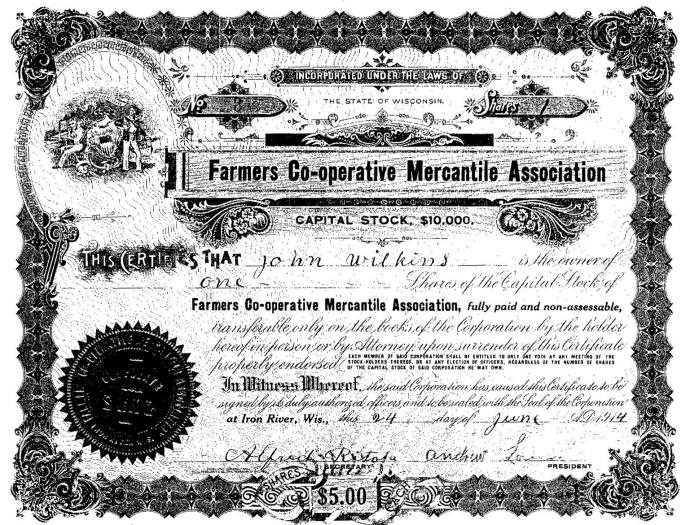 INCORPORATED UNDER THE LAWS OF
THE STATE OF WISCONSIN.
No 3
Shares 1
Farmers Co-operative Mercantile Association
CAPITAL STOCK, $10,000.
THIS CERTIFIES THAT John Wilkins is the owner of
one Shares of the Capital Stock of
Farmers Co-operative Mercantile Association, fully paid and non-assessable,
transferable only on the books of the Corporation by the holder
hereof in person or by Attorney upon surrender of this Certificate
properly endorsed.
EACH MEMBER OF SAID CORPORATION SHALL BE ENTITLED TO ONLY ONE VOTE AT ANY MEETING OF THE
STOCK-HOLDERS THEREOF, OR AT ANY ELECTION OF OFFICERS, REGARDLESS OF THE NUMBER OF SHARES
OF THE CAPITAL STOCK OF SAID CORPORATION HE MAY OWN.
In Witness Whereof, the said Corporation has caused this Certificate to be
signed by its duly authorized officers and to be sealed with the Seal of the Corporation
at Iron River, Wis., this 24 day of June A.D. 1914
Alfred
Andrew
SECRETARY
PRESIDENT
SHARES
$5.00